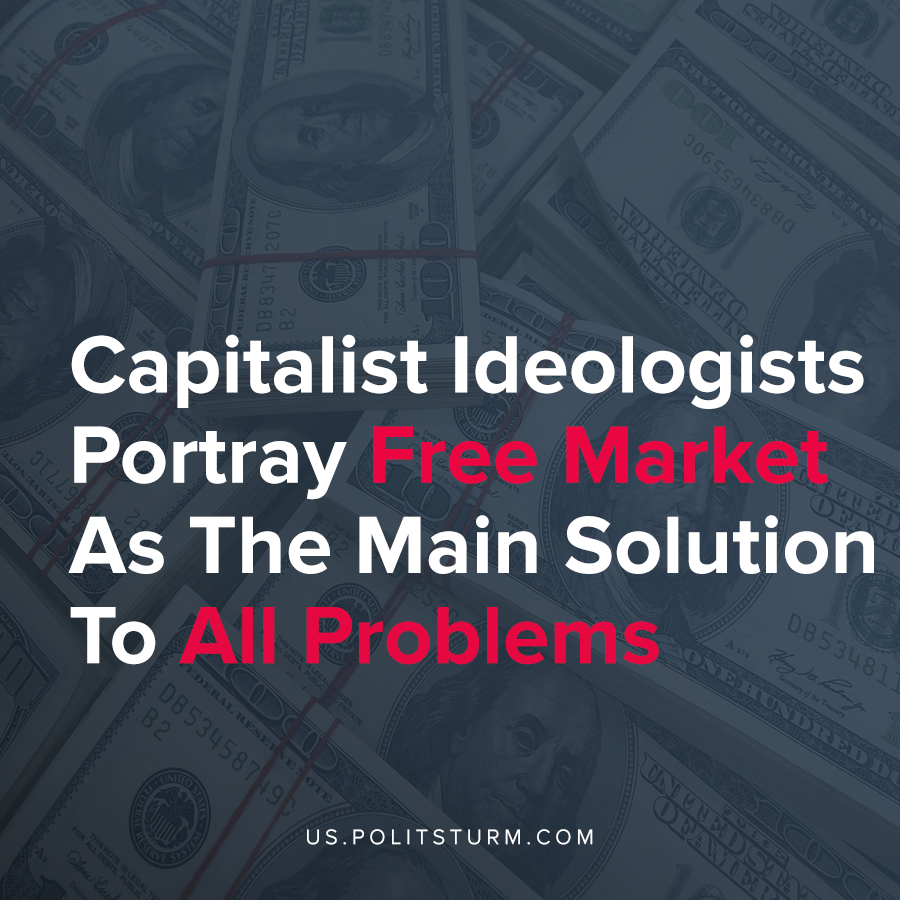 Capitalist Ideologists
Portray Free Market
As The Main Solution
To All Problems
US.POLITSTURM.COM